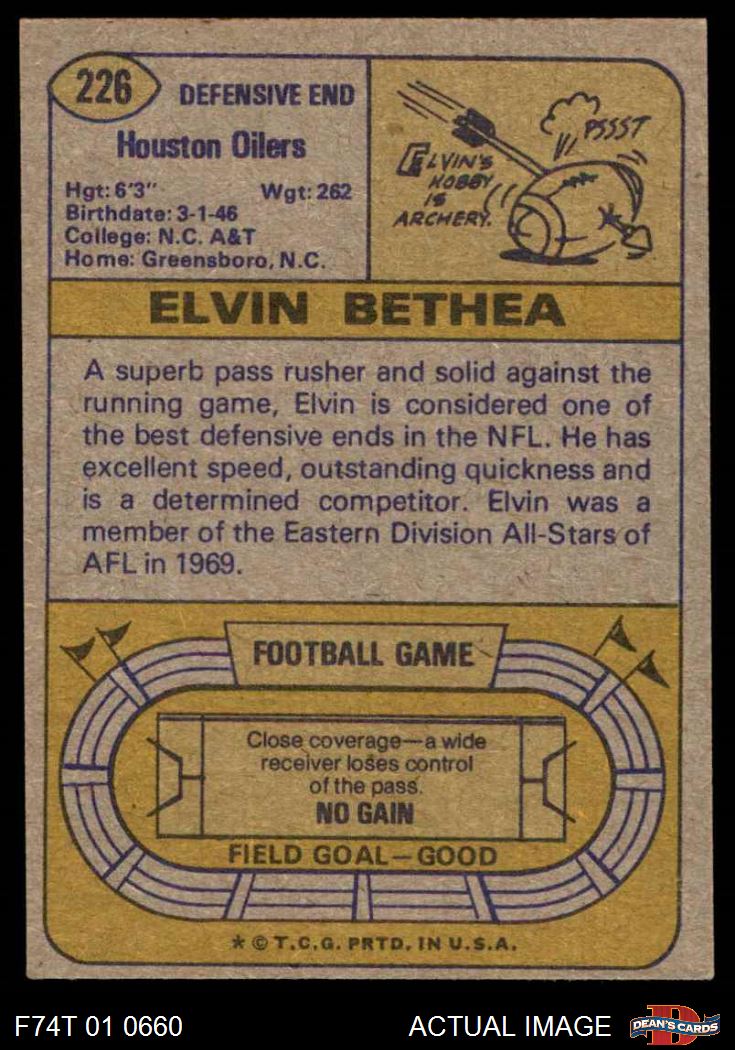 226
DEFENSIVE END
Houston Oilers
Hgt: 6'3" Wgt: 262
Birthdate: 3-1-46
College: N.C. A&T
Home: Greensboro, N.C.
PSSST
ELVIN'S
HOBBY
IS
ARCHERY.
ELVIN BETHEA
A superb pass rusher and solid against the
running game, Elvin is considered one of
the best defensive ends in the NFL. He has
excellent speed, outstanding quickness and
is a determined competitor. Elvin was a
member of the Eastern Division All-Stars of
AFL in 1969.
FOOTBALL GAME
Close coverage—a wide
receiver loses control
of the pass.
NO GAIN
FIELD GOAL—GOOD
* © T.C.G. PRTD. IN U.S.A.
F74T 01 0660
ACTUAL IMAGE
D
DEAN'S CARDS